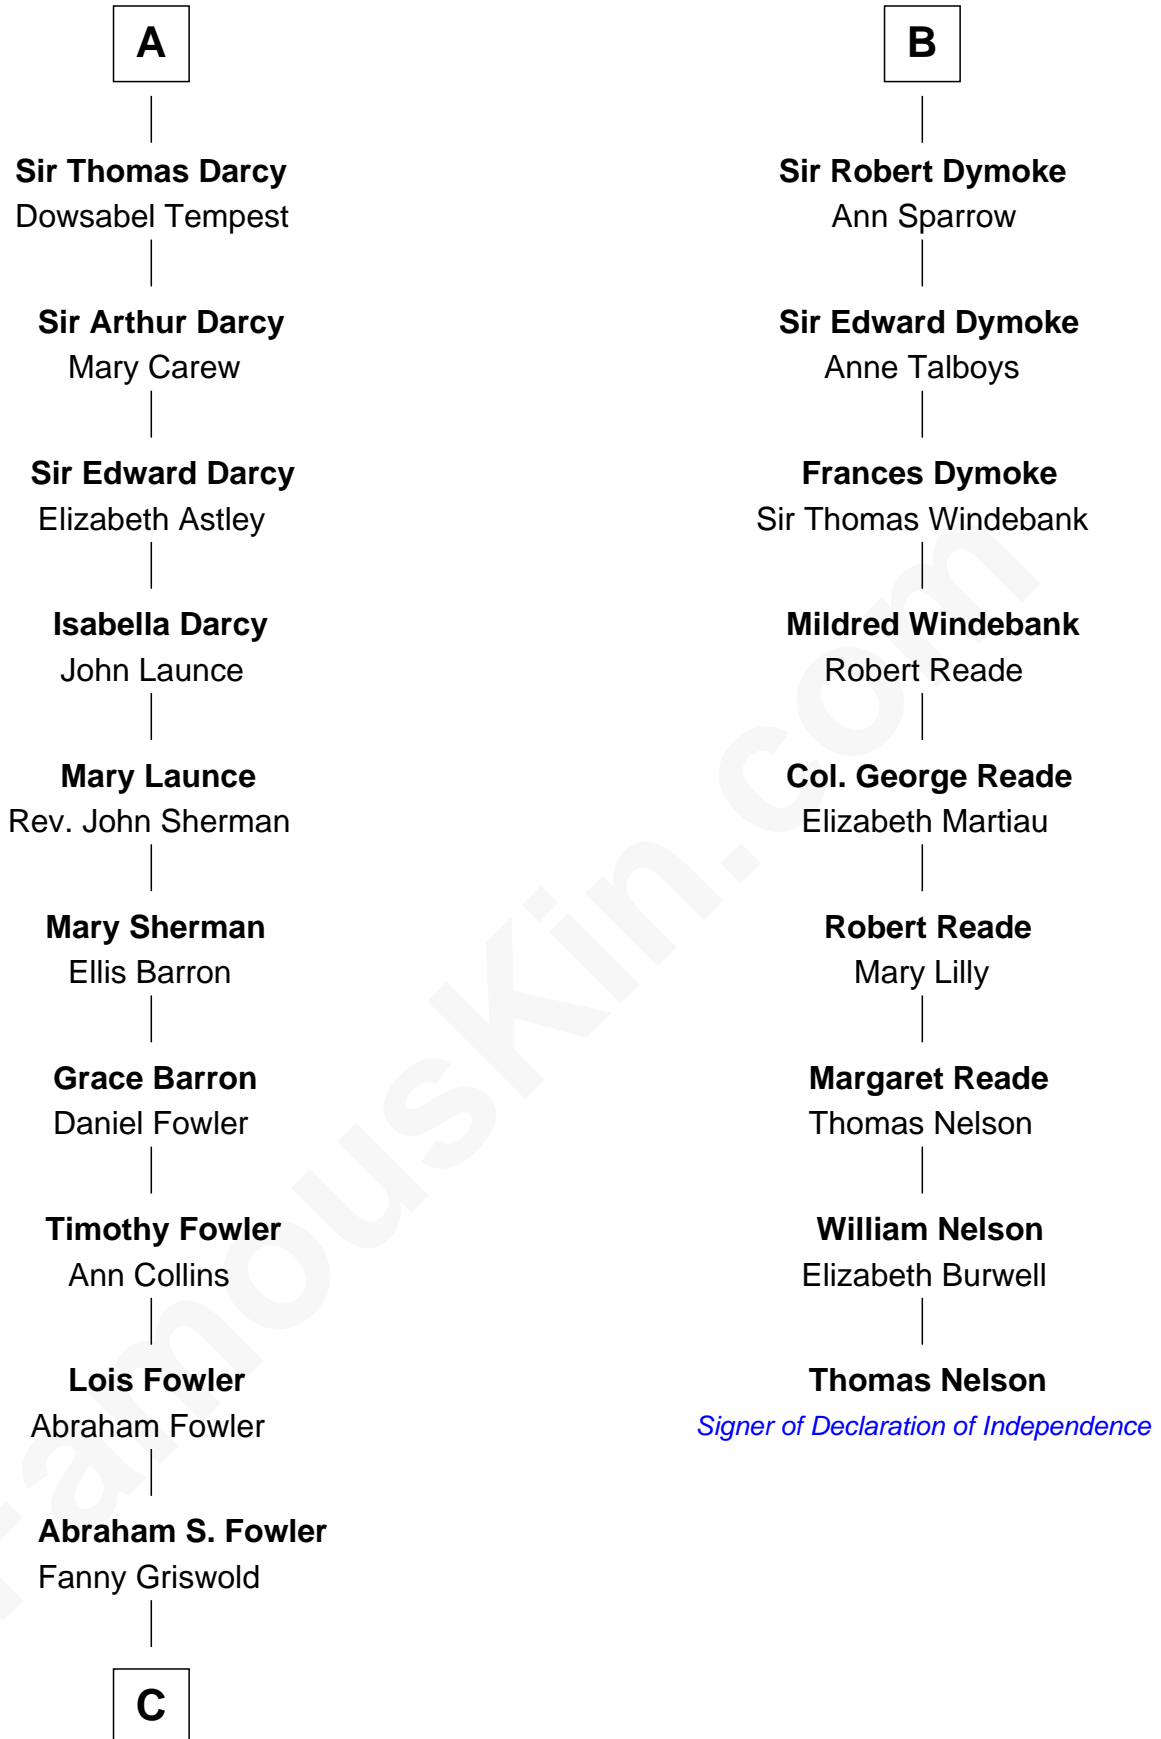 A
Sir Thomas Darcy
Dowsabel Tempest
Sir Arthur Darcy
Mary Carew
Sir Edward Darcy
Elizabeth Astley
Isabella Darcy
John Launce
Mary Launce
Rev. John Sherman
Mary Sherman
Ellis Barron
Grace Barron
Daniel Fowler
Timothy Fowler
Ann Collins
Lois Fowler
Abraham Fowler
Abraham S. Fowler
Fanny Griswold
C
B
Sir Robert Dymoke
Ann Sparrow
Sir Edward Dymoke
Anne Talboys
Frances Dymoke
Sir Thomas Windebank
Mildred Windebank
Robert Reade
Col. George Reade
Elizabeth Martiau
Robert Reade
Mary Lilly
Margaret Reade
Thomas Nelson
William Nelson
Elizabeth Burwell
Thomas Nelson
Signer of Declaration of Independence
FamousKin.com